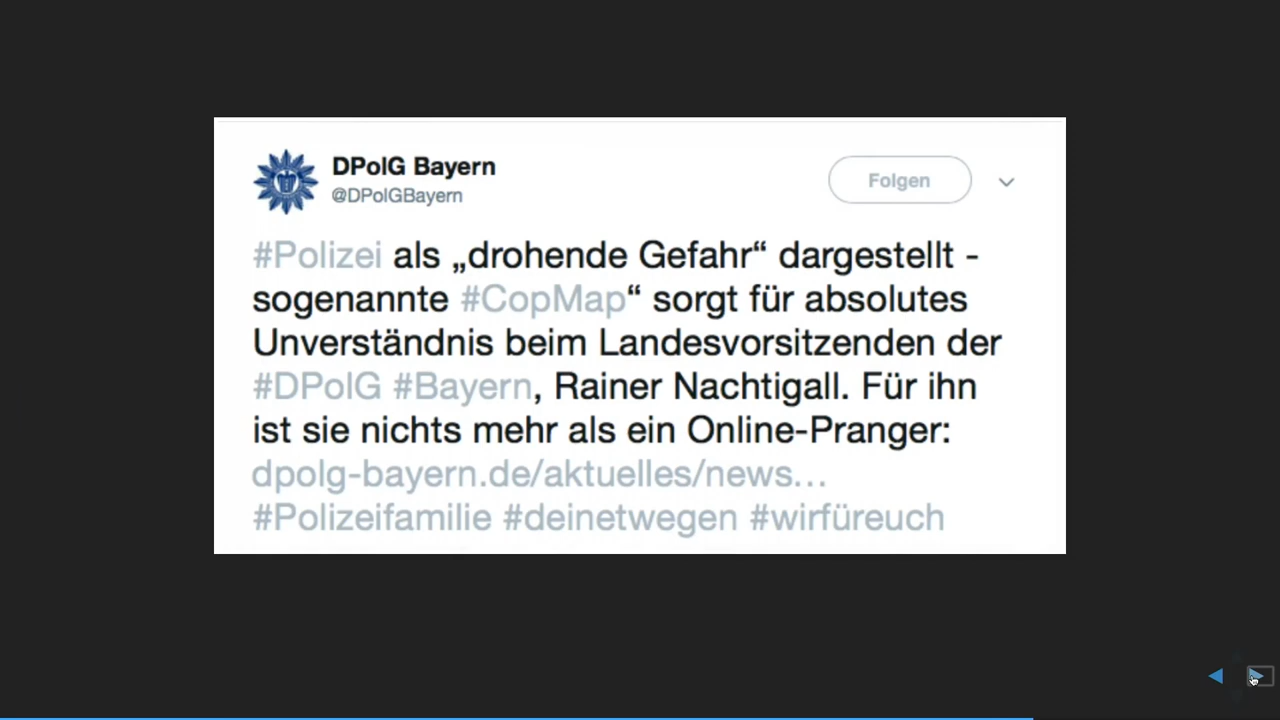 DPolG Bayern
@DPolGBayern
Folgen
#Polizei als „drohende Gefahr“ dargestellt -
sogenannte #CopMap“ sorgt für absolutes
Unverständnis beim Landesvorsitzenden der
#DPolG #Bayern, Rainer Nachtigall. Für ihn
ist sie nichts mehr als ein Online-Pranger:
dpolg-bayern.de/aktuelles/news…
#Polizeifamilie #deinetwegen #wirfüreuch